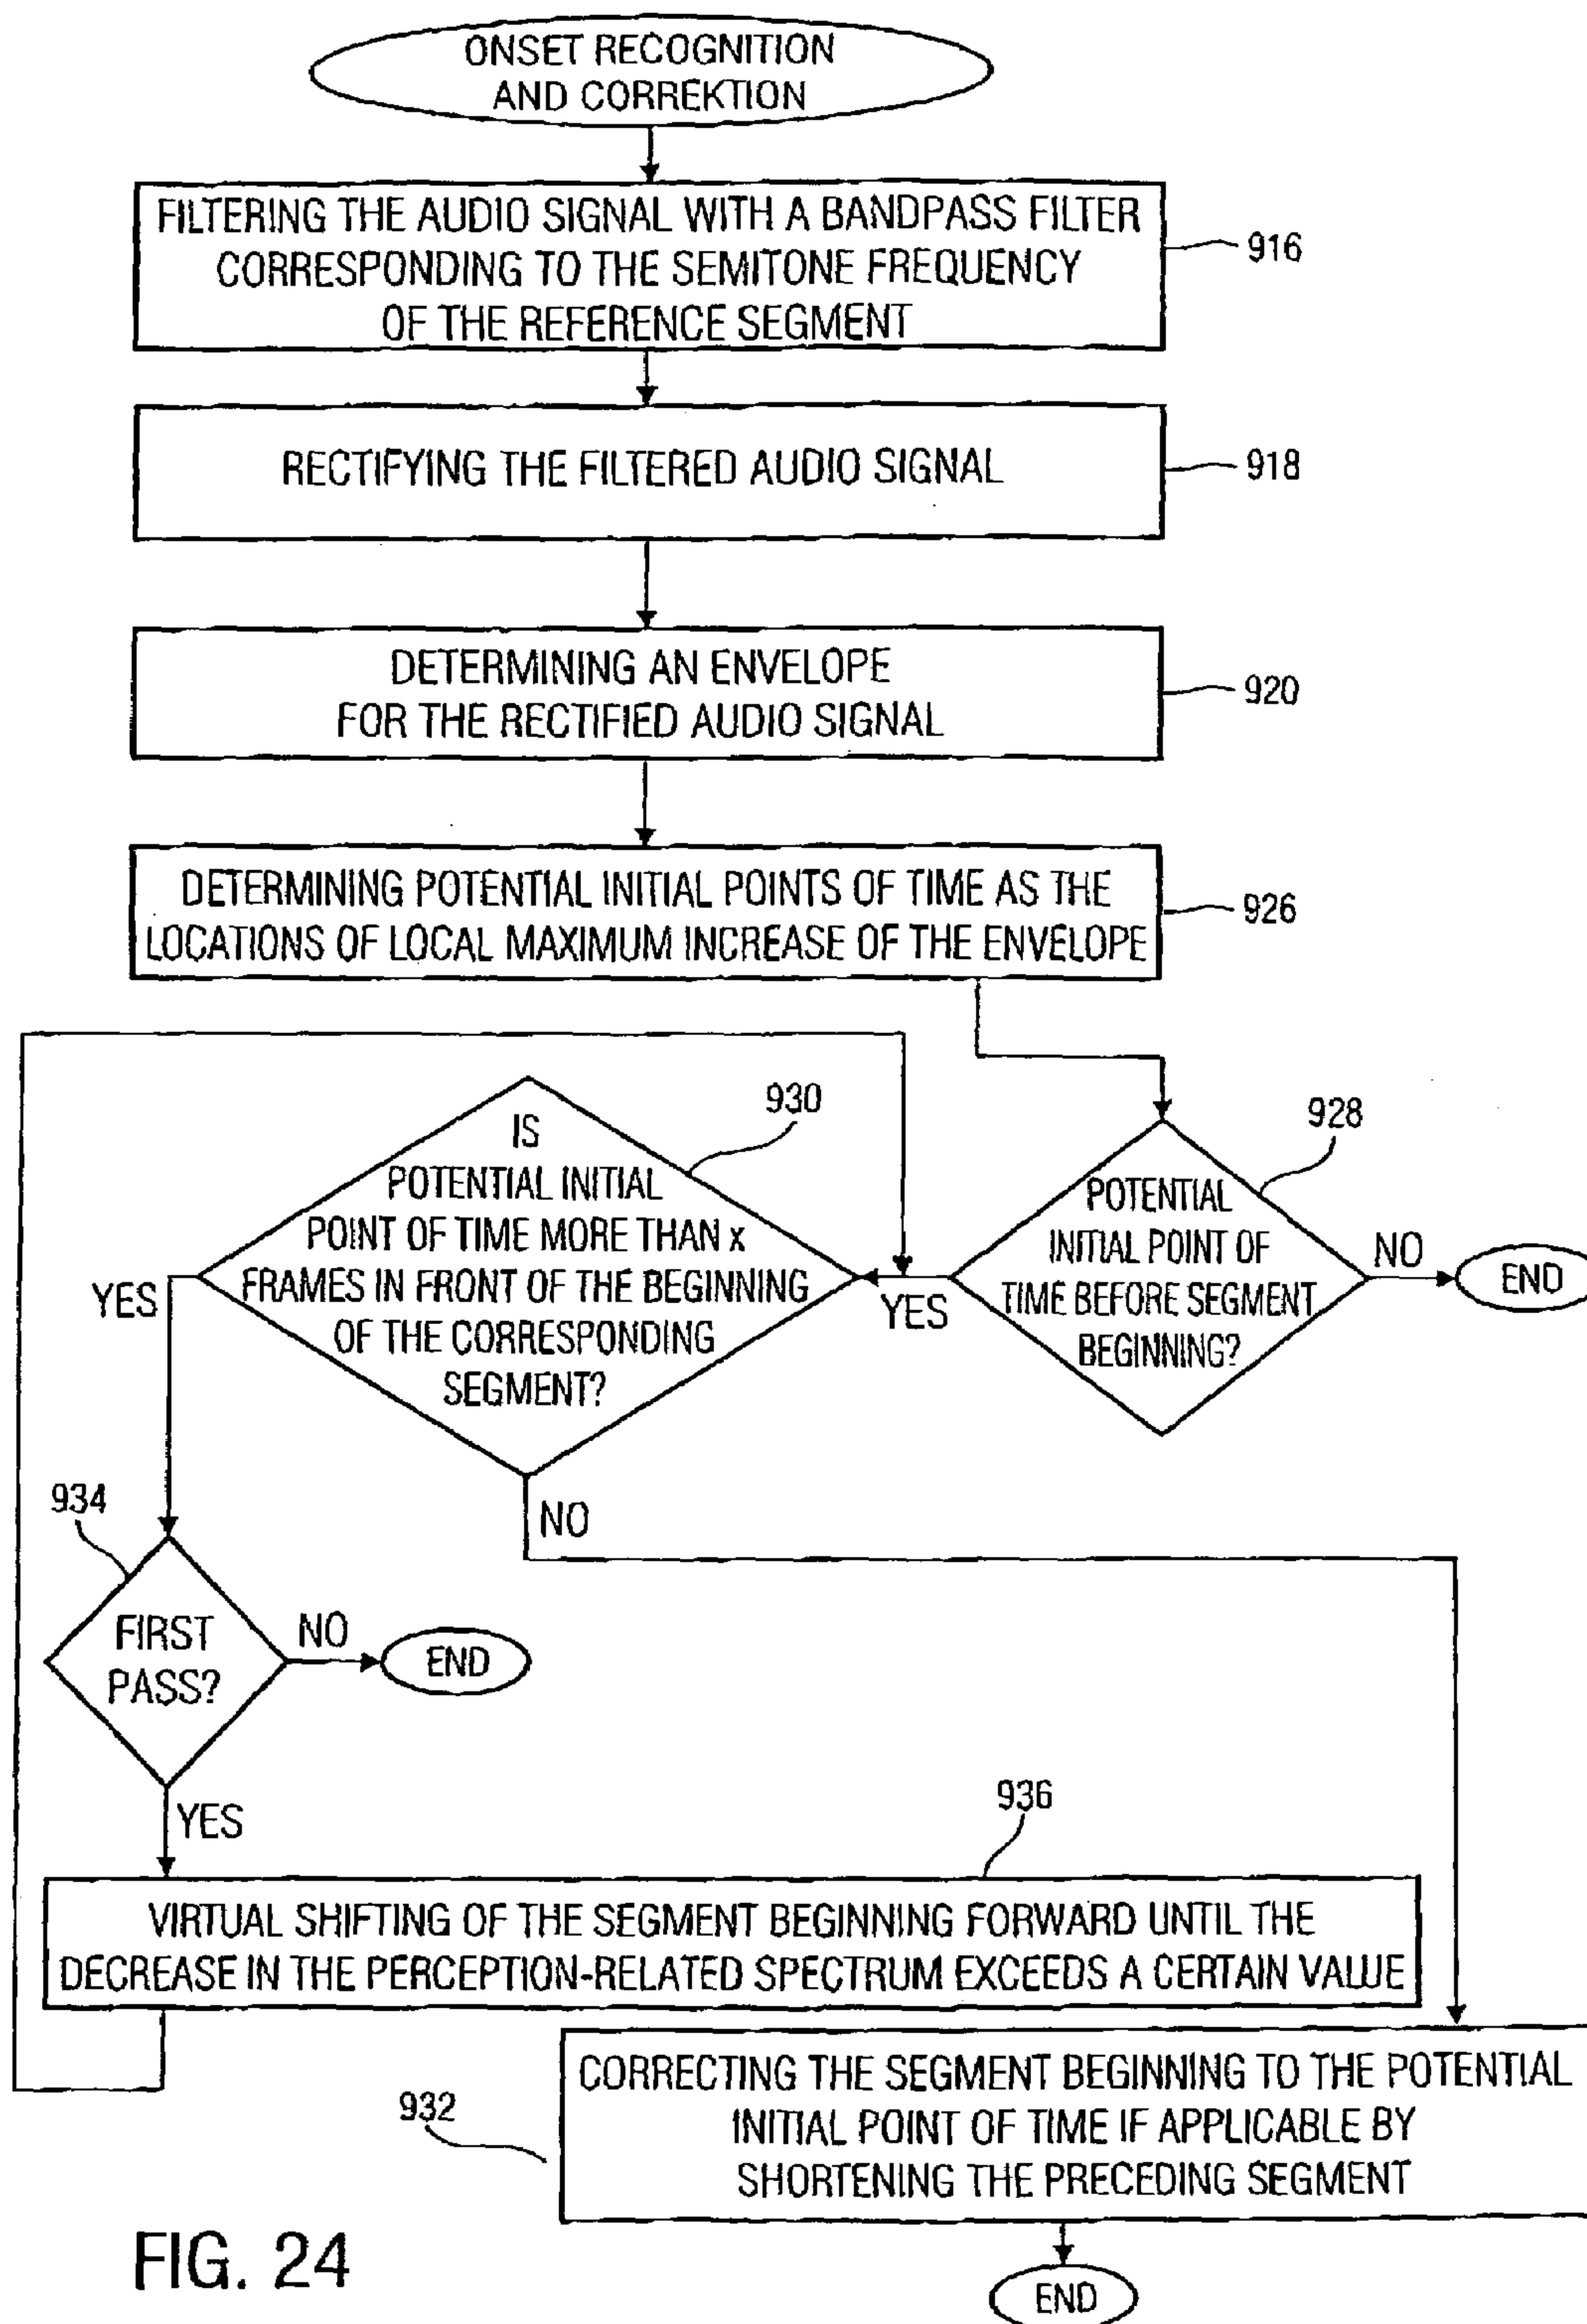 ONSET RECOGNITION
AND CORREKTION
FILTERING THE AUDIO SIGNAL WITH A BANDPASS FILTER
CORRESPONDING TO THE SEMITONE FREQUENCY
OF THE REFERENCE SEGMENT
916
RECTIFYING THE FILTERED AUDIO SIGNAL
918
DETERMINING AN ENVELOPE
FOR THE RECTIFIED AUDIO SIGNAL
920
DETERMINING POTENTIAL INITIAL POINTS OF TIME AS THE
LOCATIONS OF LOCAL MAXIMUM INCREASE OF THE ENVELOPE
926
928
POTENTIAL
INITIAL POINT OF
TIME BEFORE SEGMENT
BEGINNING?
NO
END
YES
930
IS
POTENTIAL INITIAL
POINT OF TIME MORE THAN x
FRAMES IN FRONT OF THE BEGINNING
OF THE CORRESPONDING
SEGMENT?
YES
NO
934
FIRST
PASS?
NO
END
YES
936
VIRTUAL SHIFTING OF THE SEGMENT BEGINNING FORWARD UNTIL THE
DECREASE IN THE PERCEPTION-RELATED SPECTRUM EXCEEDS A CERTAIN VALUE
932
CORRECTING THE SEGMENT BEGINNING TO THE POTENTIAL
INITIAL POINT OF TIME IF APPLICABLE BY
SHORTENING THE PRECEDING SEGMENT
END
FIG. 24